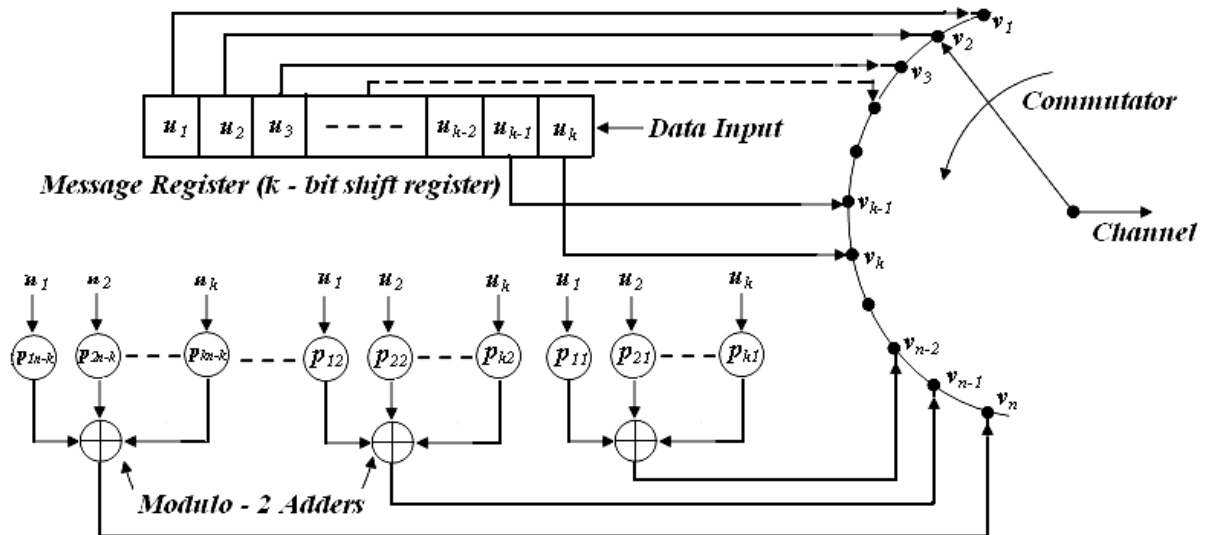 v1
v2
v3
Commutator
u1 u2 u3 uk-2 uk-1 uk
Data Input
Message Register (k - bit shift register)
vk-1
Channel
vk
u1 u2 uk u1 u2 uk u1 u2 uk
p1n-k p2n-k pkn-k p12 p22 pk2 p11 p21 pk1
vn-2
vn-1
vn
Modulo - 2 Adders